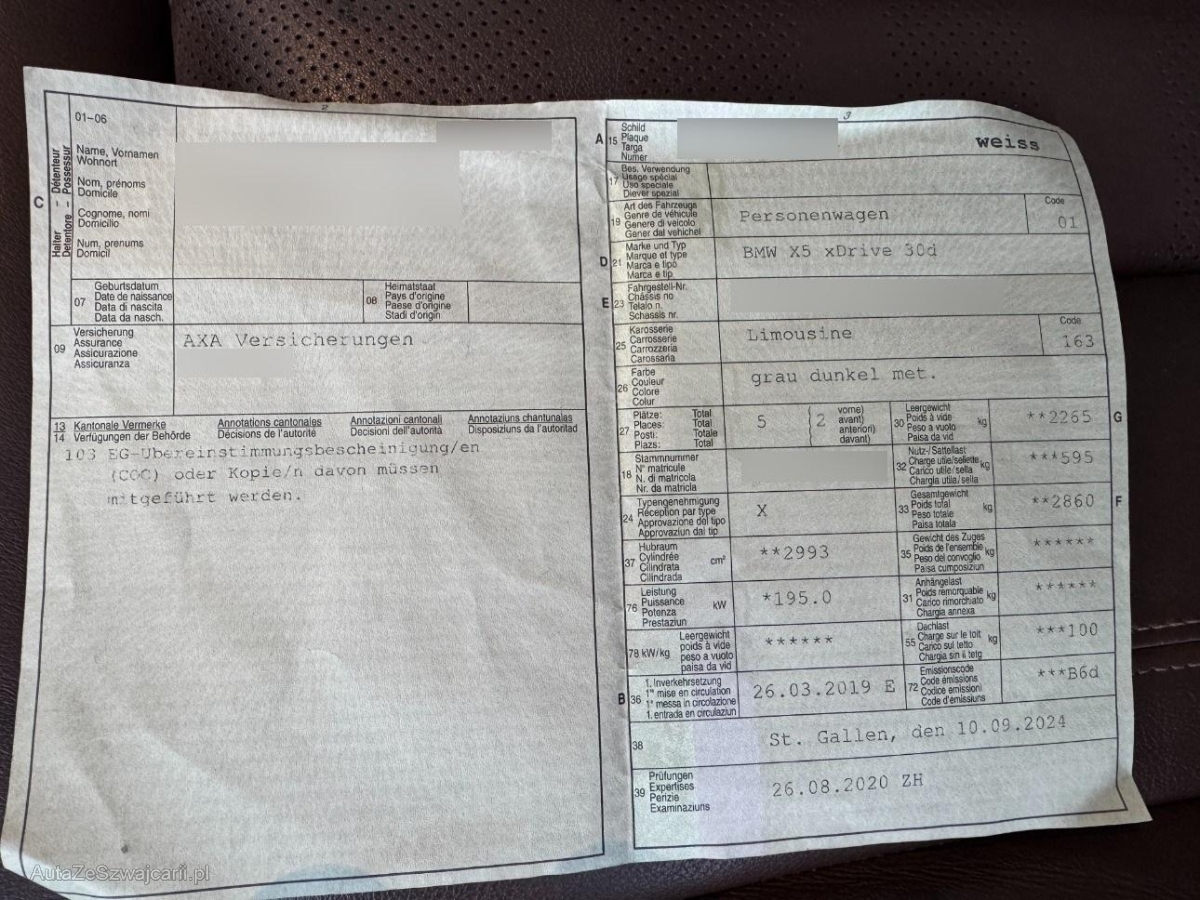 2
01-06
C
Halter - Détenteur
Detentore - Possessur
Name, Vornamen
Wohnort
Nom, prénoms
Domicile
Cognome, nomi
Domicilio
Num, prenums
Domicil
07
Geburtsdatum
Date de naissance
Data di nascita
Data da nasch.
08
Heimatstaat
Pays d'origine
Paese d'origine
Stadi d'origin
09
Versicherung
Assurance
Assicurazione
Assicuranza
AXA Versicherungen
13 Kantonale Vermerke Annotations cantonales Annotazioni cantonali Annotaziuns chantunalas
14 Verfügungen der Behörde Décisions de l'autorité Decisioni dell'autorità Disposiziuns da l'autoritad
103 EG-Übereinstimmungsbescheinigung/en
(COC) oder Kopie/n davon müssen
mitgeführt werden.
3
A 15
Schild
Plaque
Targa
Numer
weiss
17
Bes. Verwendung
Usage spécial
Uso speciale
Diever spezial
19
Art des Fahrzeugs
Genre de véhicule
Genere di veicolo
Gener dal vehichel
Personenwagen
Code
01
D 21
Marke und Typ
Marque et type
Marca e tipo
Marca e tip
BMW X5 xDrive 30d
E 23
Fahrgestell-Nr.
Châssis no
Telaio n.
Schassis nr.
25
Karosserie
Carrosserie
Carrozzeria
Carossaria
Limousine
Code
163
26
Farbe
Couleur
Colore
Colur
grau dunkel met.
27
Plätze: Total
Places: Total
Posti: Totale
Plazs: Total
5
2
vorne)
avant)
anteriori)
davant)
30
Leergewicht
Poids à vide
Peso a vuoto
Paisa da vid
kg
**2265
G
18
Stammnummer
N° matricule
N. di matricola
Nr. da matricla
32
Nutz-/Sattellast
Charge utile/sellette
Carico utile/sella
Chargia utila/sella
kg
***595
24
Typengenehmigung
Réception par type
Approvazione del tipo
Approvaziun dal tip
X
33
Gesamtgewicht
Poids total
Peso totale
Paisa totala
kg
**2860
F
37
Hubraum
Cylindrée
Cilindrata
Cilindrada
cm³
**2993
35
Gewicht des Zuges
Poids de l'ensemble
Peso del convoglio
Paisa cumposiziun
kg
******
76
Leistung
Puissance
Potenza
Prestaziun
kW
*195.0
31
Anhängelast
Poids remorquable
Carico rimorchiato
Chargia annexa
kg
******
78 kW/kg
Leergewicht
poids à vide
peso a vuoto
paisa da vid
******
55
Dachlast
Charge sur le toit
Carico sul tetto
Chargia sin il tetg
kg
***100
B 36
1. Inverkehrsetzung
1re mise en circulation
1a messa in circolazione
1. entrada en circulaziun
26.03.2019 E
72
Emissionscode
Code émissions
Codice emissioni
Code d'emissiuns
***B6d
38
St. Gallen, den 10.09.2024
39
Prüfungen
Expertises
Perizie
Examinaziuns
26.08.2020 ZH
AutaZeSzwajcarii.pl